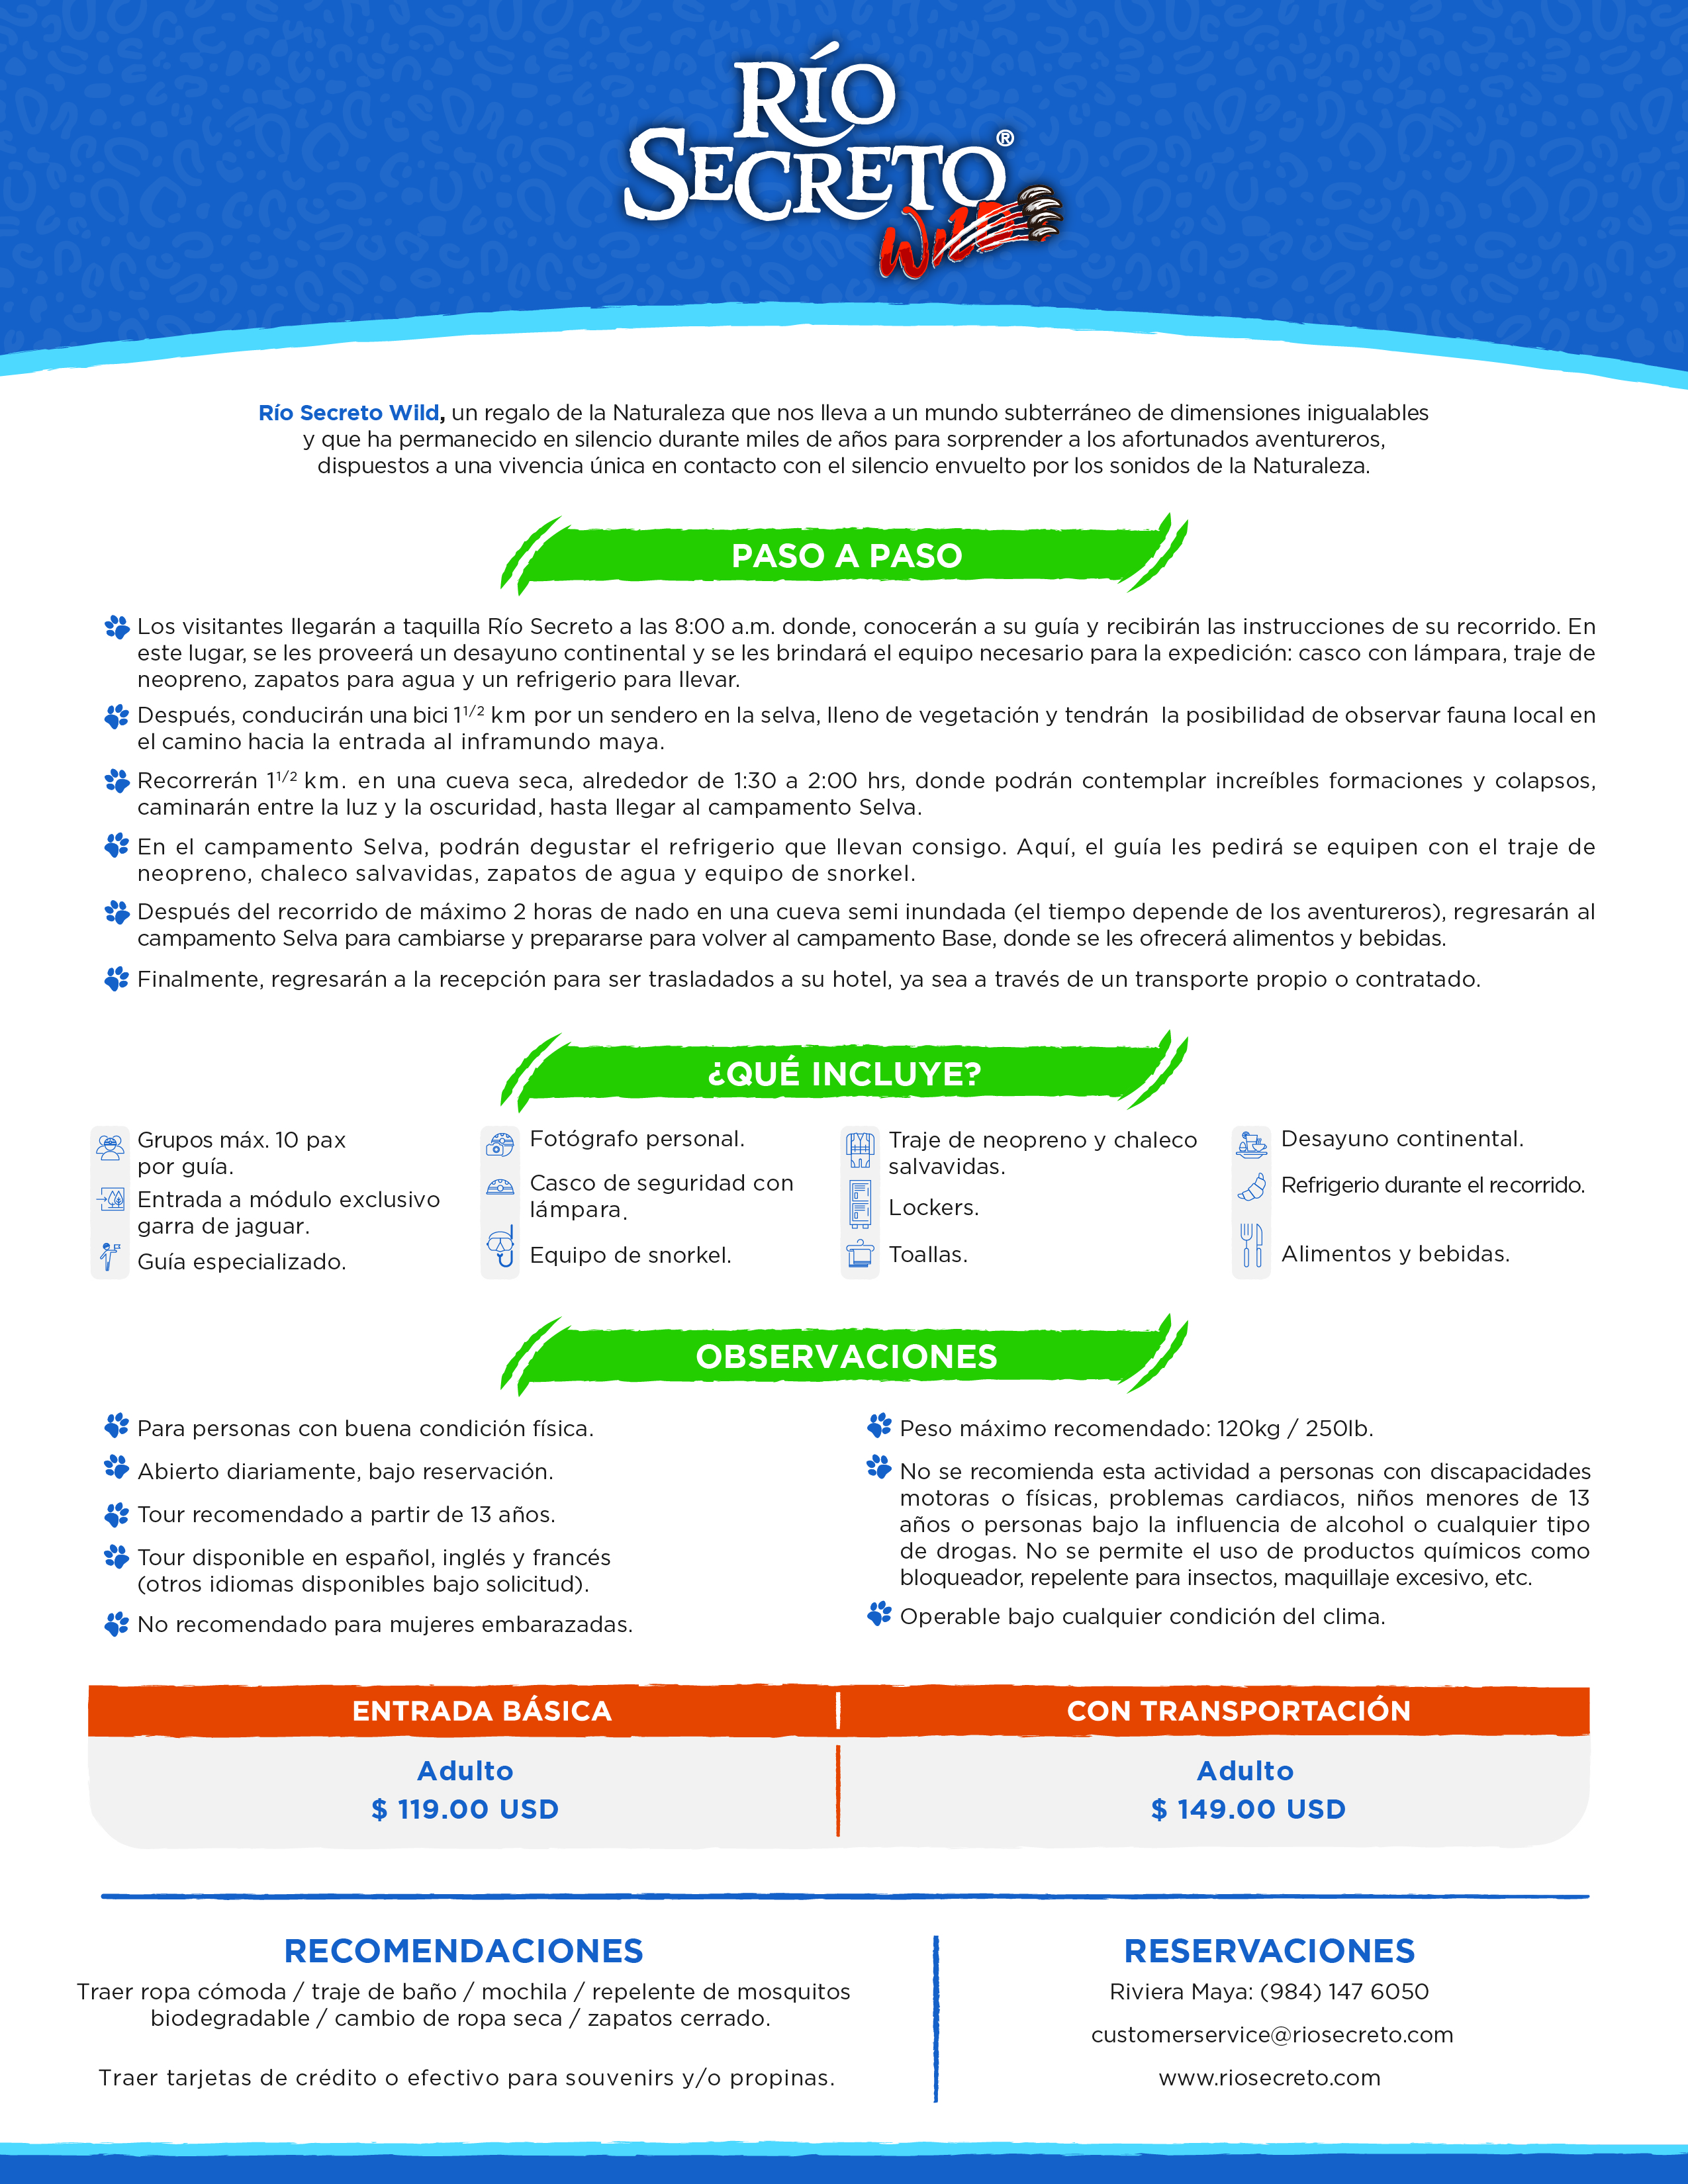 RÍO
SECRETO®
Wild
Río Secreto Wild, un regalo de la Naturaleza que nos lleva a un mundo subterráneo de dimensiones inigualables
y que ha permanecido en silencio durante miles de años para sorprender a los afortunados aventureros,
dispuestos a una vivencia única en contacto con el silencio envuelto por los sonidos de la Naturaleza.
PASO A PASO
Los visitantes llegarán a taquilla Río Secreto a las 8:00 a.m. donde, conocerán a su guía y recibirán las instrucciones de su recorrido. En
este lugar, se les proveerá un desayuno continental y se les brindará el equipo necesario para la expedición: casco con lámpara, traje de
neopreno, zapatos para agua y un refrigerio para llevar.
Después, conducirán una bici 1 1/2 km por un sendero en la selva, lleno de vegetación y tendrán la posibilidad de observar fauna local en
el camino hacia la entrada al inframundo maya.
Recorrerán 1 1/2 km. en una cueva seca, alrededor de 1:30 a 2:00 hrs, donde podrán contemplar increíbles formaciones y colapsos,
caminarán entre la luz y la oscuridad, hasta llegar al campamento Selva.
En el campamento Selva, podrán degustar el refrigerio que llevan consigo. Aquí, el guía les pedirá se equipen con el traje de
neopreno, chaleco salvavidas, zapatos de agua y equipo de snorkel.
Después del recorrido de máximo 2 horas de nado en una cueva semi inundada (el tiempo depende de los aventureros), regresarán al
campamento Selva para cambiarse y prepararse para volver al campamento Base, donde se les ofrecerá alimentos y bebidas.
Finalmente, regresarán a la recepción para ser trasladados a su hotel, ya sea a través de un transporte propio o contratado.
¿QUÉ INCLUYE?
Grupos máx. 10 pax
por guía.
Entrada a módulo exclusivo
garra de jaguar.
Guía especializado.
Fotógrafo personal.
Casco de seguridad con
lámpara.
Equipo de snorkel.
Traje de neopreno y chaleco
salvavidas.
Lockers.
Toallas.
Desayuno continental.
Refrigerio durante el recorrido.
Alimentos y bebidas.
OBSERVACIONES
Para personas con buena condición física.
Abierto diariamente, bajo reservación.
Tour recomendado a partir de 13 años.
Tour disponible en español, inglés y francés
(otros idiomas disponibles bajo solicitud).
No recomendado para mujeres embarazadas.
Peso máximo recomendado: 120kg / 250lb.
No se recomienda esta actividad a personas con discapacidades
motoras o físicas, problemas cardiacos, niños menores de 13
años o personas bajo la influencia de alcohol o cualquier tipo
de drogas. No se permite el uso de productos químicos como
bloqueador, repelente para insectos, maquillaje excesivo, etc.
Operable bajo cualquier condición del clima.
ENTRADA BÁSICA
Adulto
$ 119.00 USD
CON TRANSPORTACIÓN
Adulto
$ 149.00 USD
RECOMENDACIONES
Traer ropa cómoda / traje de baño / mochila / repelente de mosquitos
biodegradable / cambio de ropa seca / zapatos cerrado.
Traer tarjetas de crédito o efectivo para souvenirs y/o propinas.
RESERVACIONES
Riviera Maya: (984) 147 6050
customerservice@riosecreto.com
www.riosecreto.com